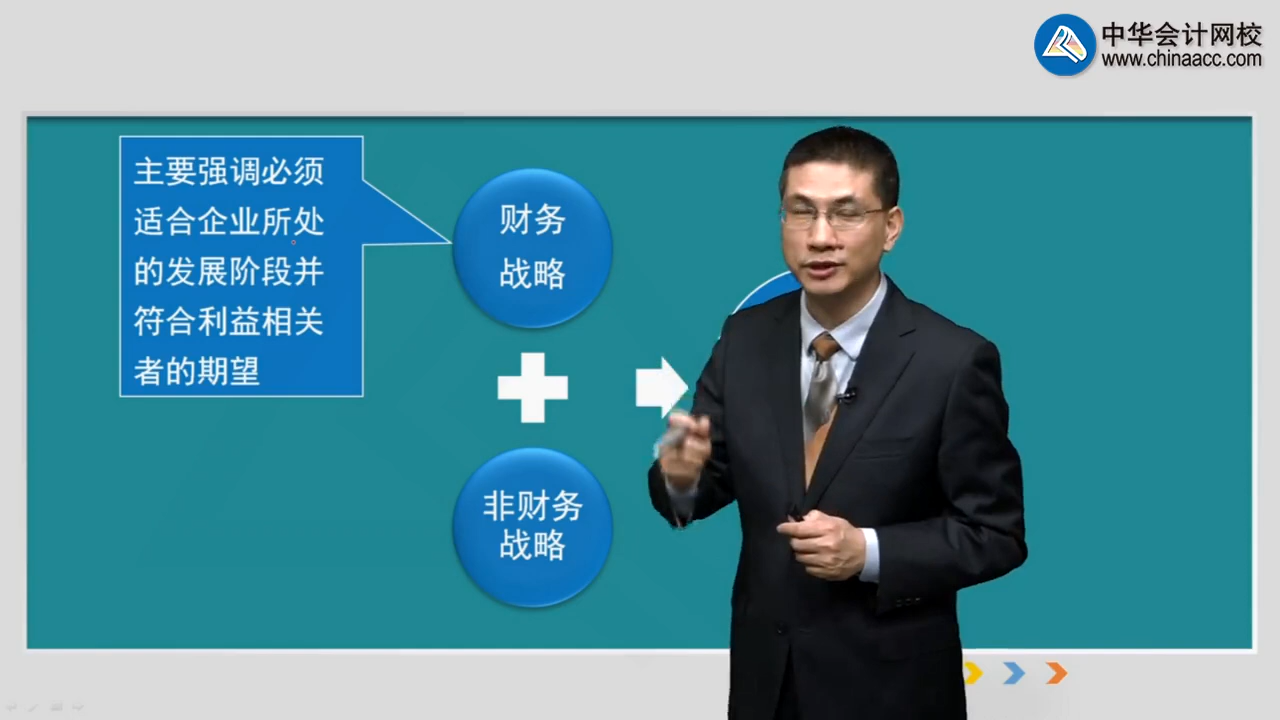 中华会计网校
www.chinaacc.com
主要强调必须
适合企业所处
的发展阶段并
符合利益相关
者的期望
财务
战略
非财务
战略